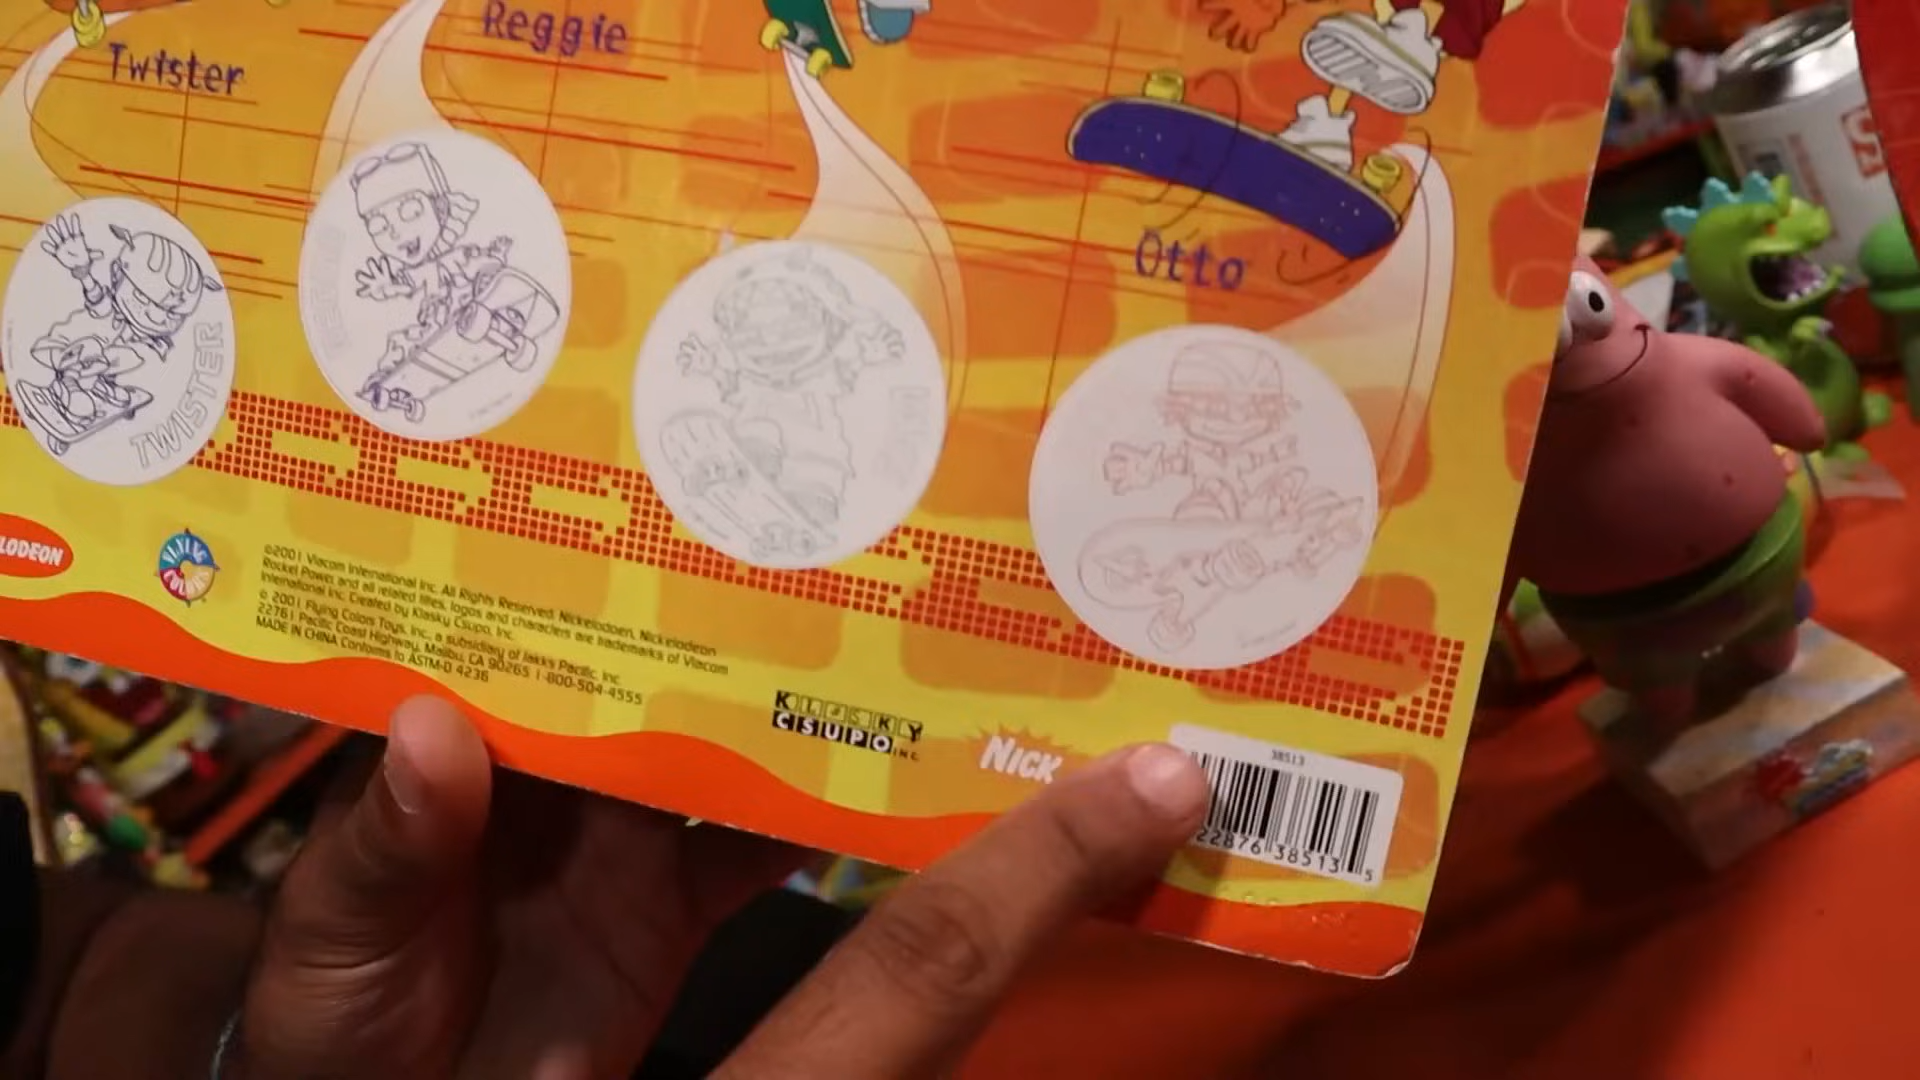 Twister
Reggie
Otto
TWISTER
LODEON
FLYING
COLORS
©2001 Viacom International Inc. All Rights Reserved. Nickelodeon, Nickelodeon
Rocket Power and all related titles, logos and characters are trademarks of Viacom
International Inc. Created by Klasky Csupo, Inc.
© 2001 Flying Colors Toys, Inc., a subsidiary of Jakks Pacific, Inc.
22761 Pacific Coast Highway, Malibu, CA 90265 1-800-504-4555
MADE IN CHINA Conforms to ASTM-D 4236
KLASKY
CSUPO INC.
NICK
38513
22876 38513 5
S